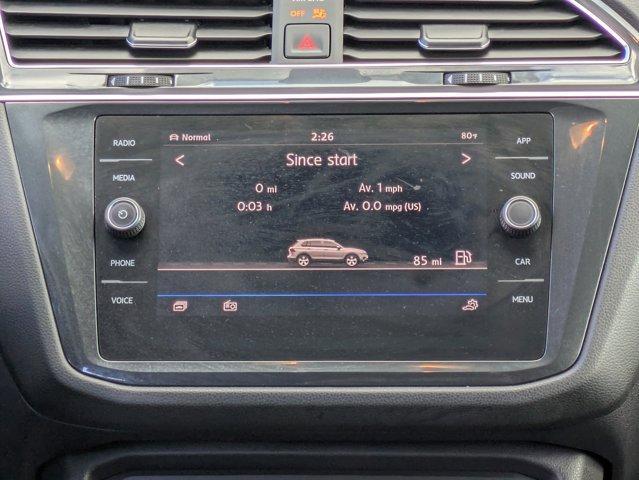 OFF
RADIO
MEDIA
PHONE
VOICE
Normal
2:26
80°F
< Since start >
0 mi
Av. 1 mph
0:03 h
Av. 0.0 mpg (US)
85 mi
APP
SOUND
CAR
MENU